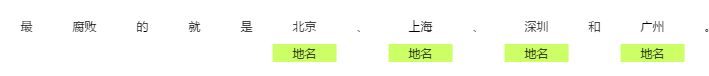 最 腐败 的 就 是 北京 、 上海 、 深圳 和 广州 。
地名 地名 地名 地名